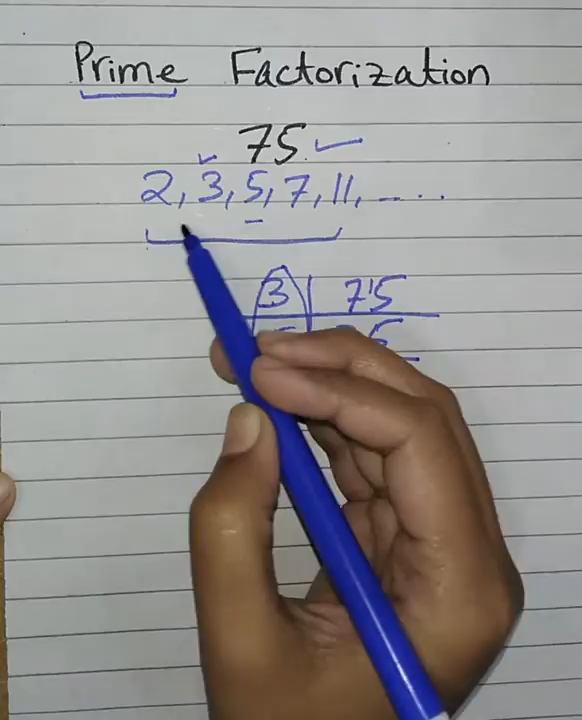 Prime Factorization
75 ✓
2, 3, 5, 7, 11, - - . .
3 | 75